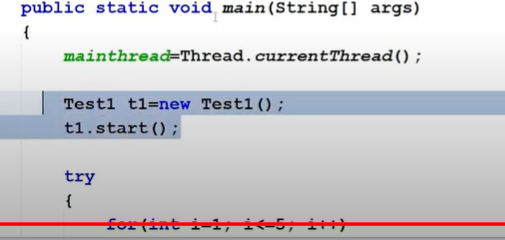 public static void main(String[] args)
{
mainthread=Thread.currentThread();
Test1 t1=new Test1();
t1.start();
try
{
for(int i=1; i<=5; i++)